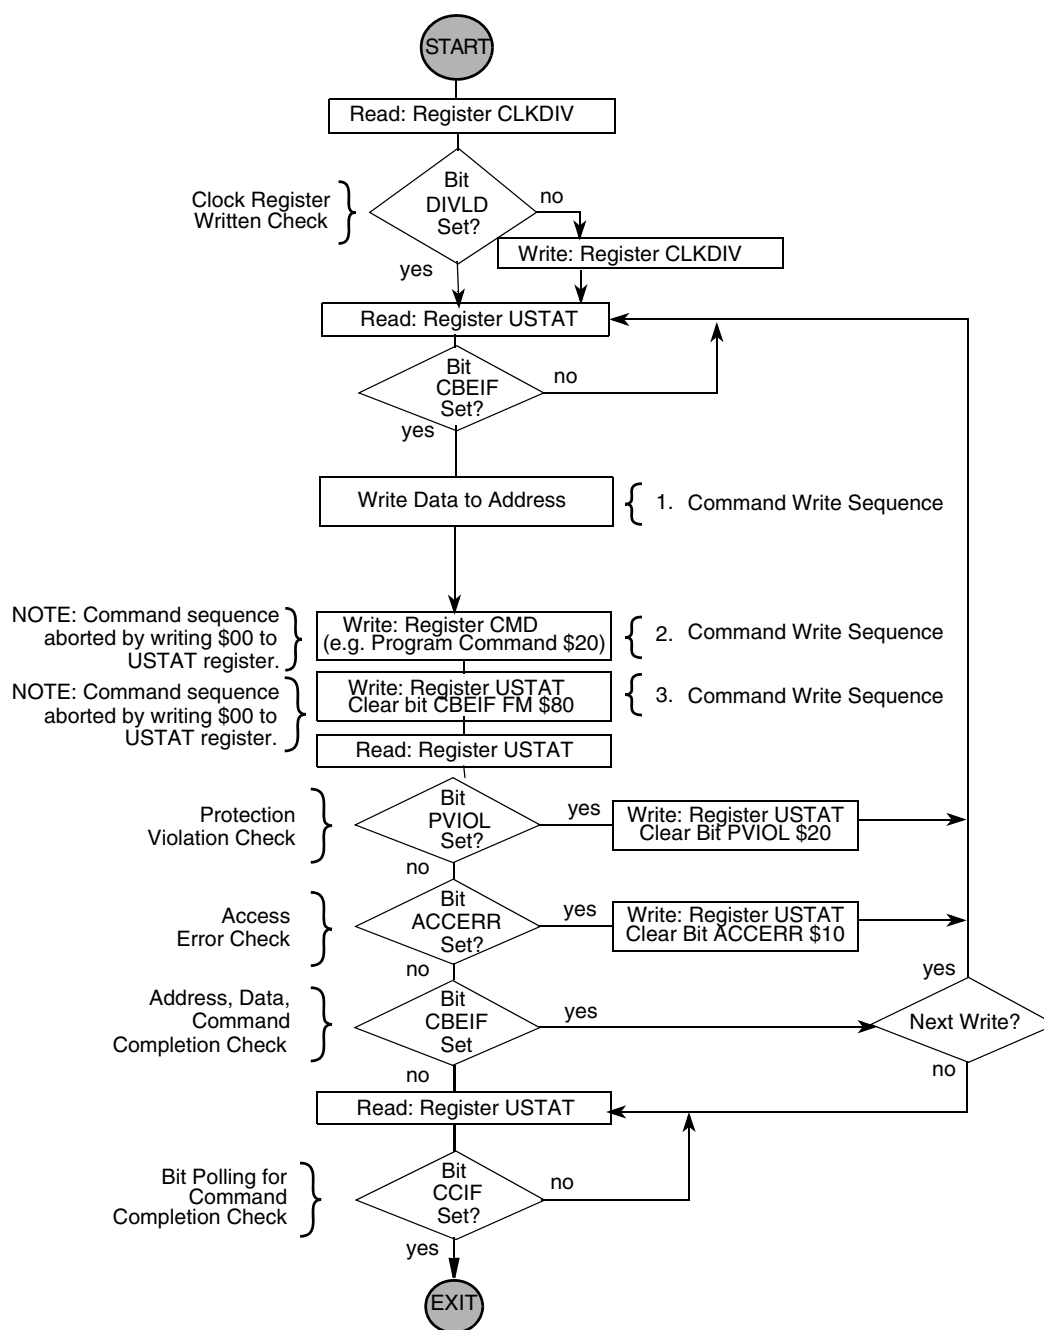 START
Read: Register CLKDIV
Clock Register
Written Check
Bit
DIVLD
Set?
no
Write: Register CLKDIV
yes
Read: Register USTAT
Bit
CBEIF
Set?
no
yes
Write Data to Address
1. Command Write Sequence
NOTE: Command sequence
aborted by writing $00 to
USTAT register.
Write: Register CMD
(e.g. Program Command $20)
2. Command Write Sequence
NOTE: Command sequence
aborted by writing $00 to
USTAT register.
Write: Register USTAT
Clear bit CBEIF FM $80
3. Command Write Sequence
Read: Register USTAT
Protection
Violation Check
Bit
PVIOL
Set?
yes
Write: Register USTAT
Clear Bit PVIOL $20
no
Access
Error Check
Bit
ACCERR
Set?
yes
Write: Register USTAT
Clear Bit ACCERR $10
no
yes
Address, Data,
Command
Completion Check
Bit
CBEIF
Set
yes
Next Write?
no
no
Read: Register USTAT
Bit Polling for
Command
Completion Check
Bit
CCIF
Set?
no
yes
EXIT